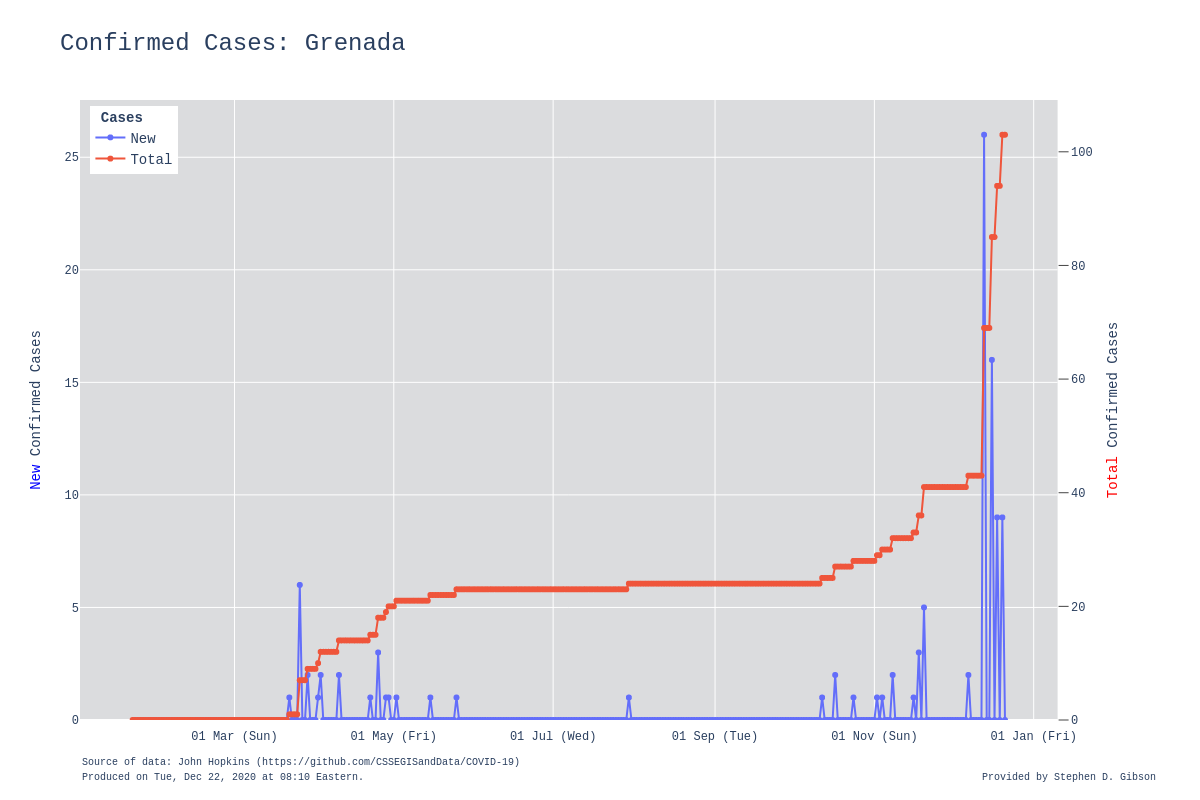 Confirmed Cases: Grenada
Cases
New
Total
25
20
15
10
5
0
100
80
60
40
20
0
New Confirmed Cases
Total Confirmed Cases
01 Mar (Sun)
01 May (Fri)
01 Jul (Wed)
01 Sep (Tue)
01 Nov (Sun)
01 Jan (Fri)
Source of data: John Hopkins (https://github.com/CSSEGISandData/COVID-19)
Produced on Tue, Dec 22, 2020 at 08:10 Eastern.
Provided by Stephen D. Gibson